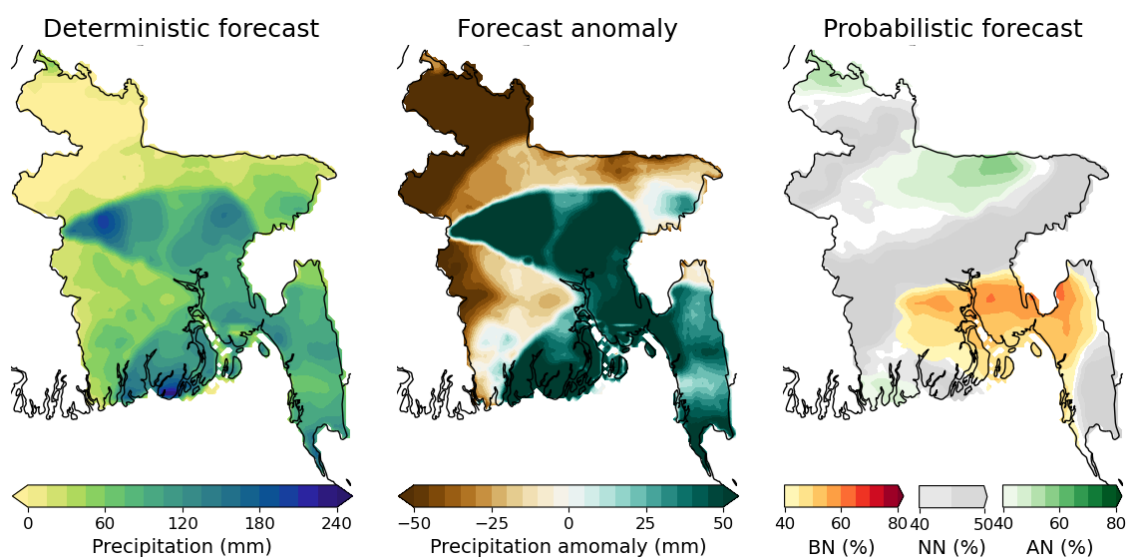 Deterministic forecast
Forecast anomaly
Probabilistic forecast
0 60 120 180 240
Precipitation (mm)
−50 −25 0 25 50
Precipitation amomaly (mm)
40 60 80
BN (%)
40 50
NN (%)
40 60 80
AN (%)